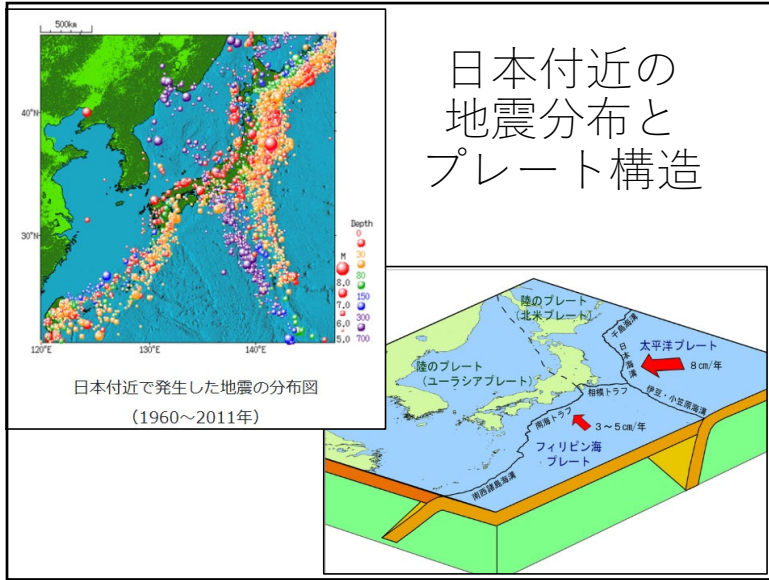 日本付近の
地震分布と
プレート構造
500km
40°N
30°N
120°E
130°E
140°E
Depth
0
30
80
150
300
700
M
8.0
7.0
6.0
5.0
日本付近で発生した地震の分布図
（1960～2011年）
陸のプレート
（北米プレート）
千島海溝
太平洋プレート
日本海溝
8㎝/年
陸のプレート
（ユーラシアプレート）
相模トラフ
伊豆・小笠原海溝
南海トラフ
3～5㎝/年
フィリピン海
プレート
南西諸島海溝